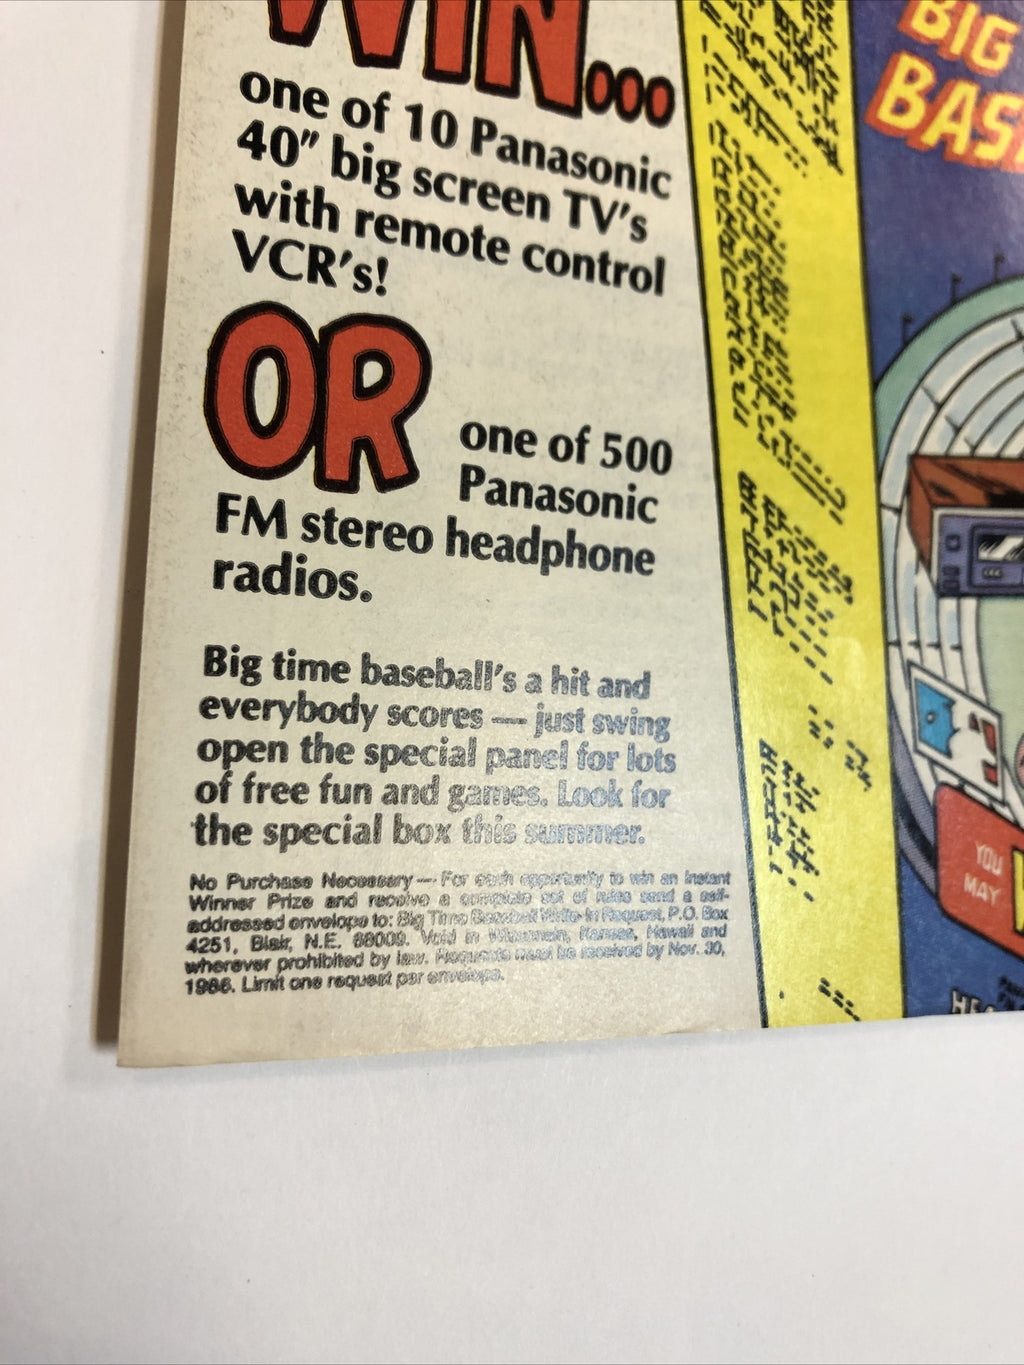 WIN...
one of 10 Panasonic
40" big screen TV's
with remote control
VCR's!
OR
one of 500
Panasonic
FM stereo headphone
radios.
Big time baseball's a hit and
everybody scores — just swing
open the special panel for lots
of free fun and games. Look for
the special box this summer.
No Purchase Necessary — For each opportunity to win an Instant
Winner Prize and receive a complete set of rules send a self-
addressed envelope to: Big Time Baseball Write-In Request, P.O. Box
4251, Blair, N.E. 68009. Void in Wisconsin, Kansas, Hawaii and
wherever prohibited by law. Requests must be received by Nov. 30,
1986. Limit one request per envelope.
BIG
BAS
YOU
MAY